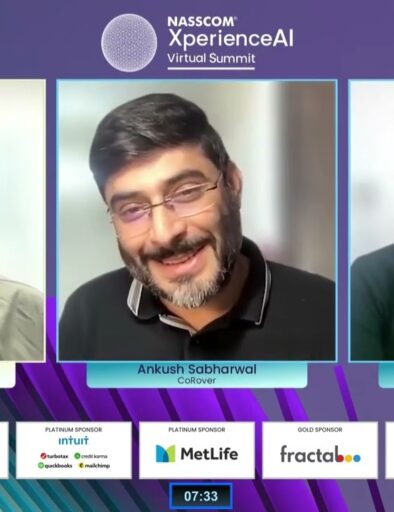 NASSCOM®
XperienceAI
Virtual Summit
Ankush Sabharwal
CoRover
PLATINUM SPONSOR
intuit
turbotax
credit karma
quickbooks
mailchimp
PLATINUM SPONSOR
MetLife
GOLD SPONSOR
fractal
07:33